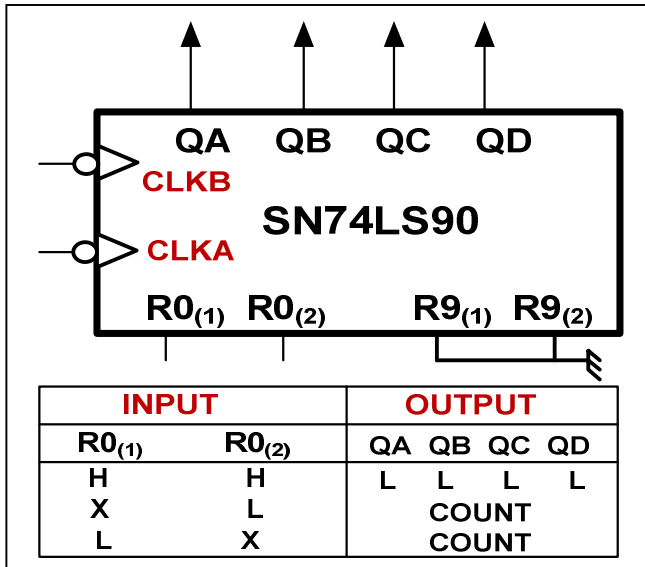 QA QB QC QD
CLKB
SN74LS90
CLKA
R0(1) R0(2) R9(1) R9(2)
INPUT OUTPUT
R0(1) R0(2) QA QB QC QD
H H L L L L
X L COUNT
L X COUNT